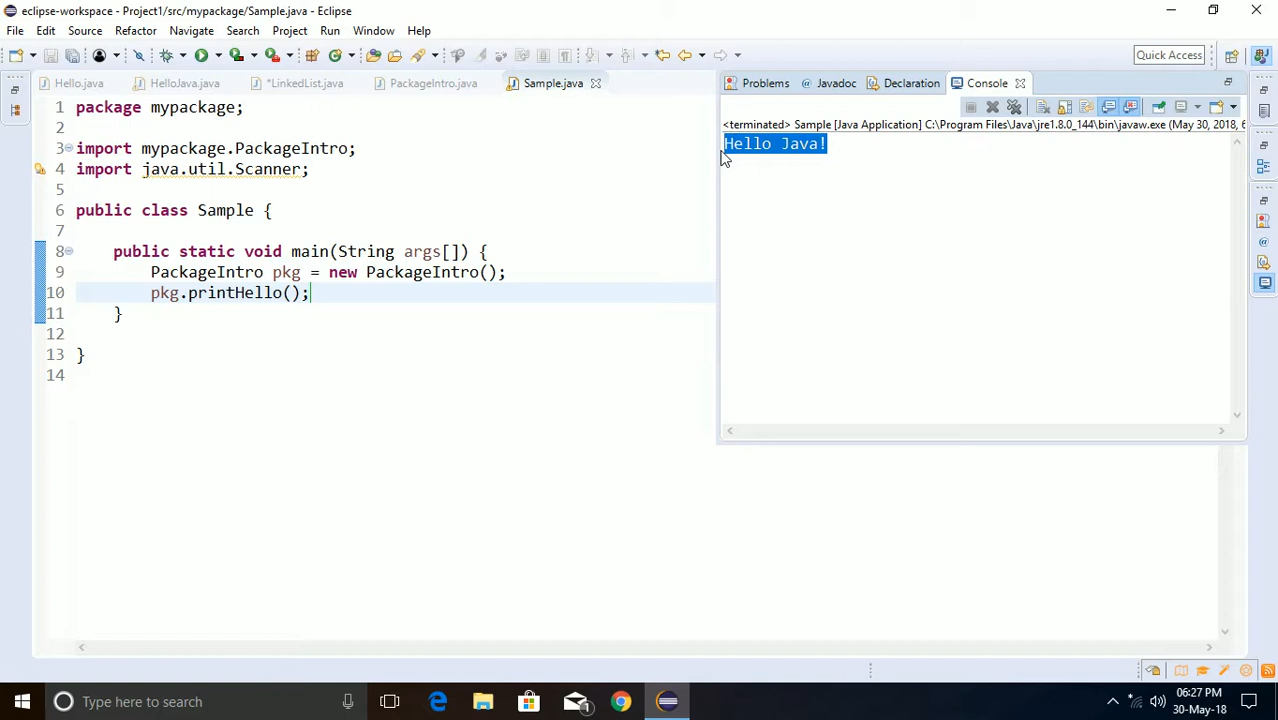 eclipse-workspace - Project1/src/mypackage/Sample.java - Eclipse
File Edit Source Refactor Navigate Search Project Run Window Help
Quick Access
Hello.java HelloJava.java *LinkedList.java PackageIntro.java Sample.java
Problems @ Javadoc Declaration Console
<terminated> Sample [Java Application] C:\Program Files\Java\jre1.8.0_144\bin\javaw.exe (May 30, 2018, 6
Hello Java!
1 package mypackage;
2
3 import mypackage.PackageIntro;
4 import java.util.Scanner;
5
6 public class Sample {
7
8 public static void main(String args[]) {
9 PackageIntro pkg = new PackageIntro();
10 pkg.printHello();
11 }
12
13 }
14
Type here to search
1
06:27 PM
30-May-18